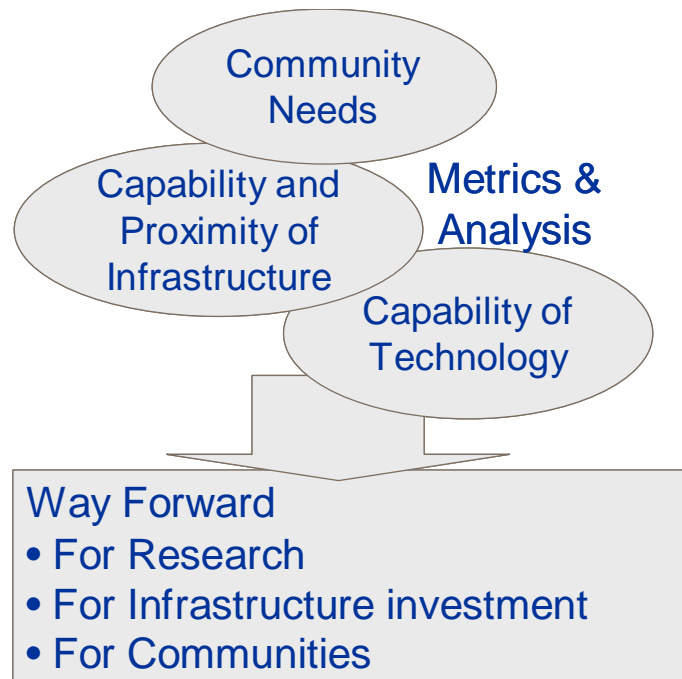 Community
Needs
Capability and
Proximity of
Infrastructure
Metrics &
Analysis
Capability of
Technology
Way Forward
• For Research
• For Infrastructure investment
• For Communities